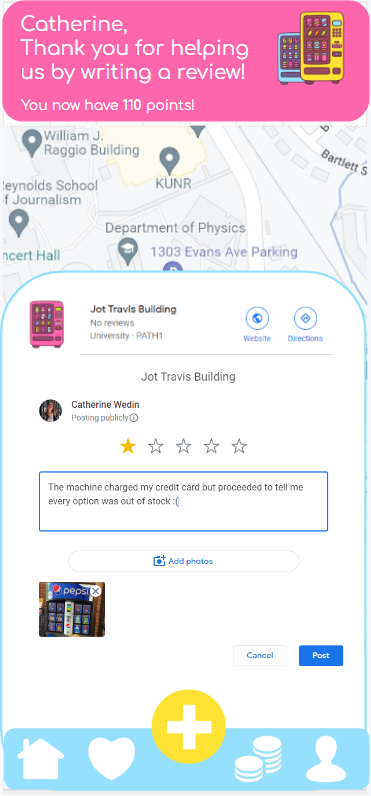 Catherine,
Thank you for helping
us by writing a review!
You now have 110 points!
William J.
Raggio Building
Bartlett S
KUNR
eynolds School
of Journalism
Department of Physics
ncert Hall
1303 Evans Ave Parking
P
Jot Travis Building
No reviews
University · PATH1
Website
Directions
Jot Travis Building
Catherine Wedin
Posting publicly
The machine charged my credit card but proceeded to tell me
every option was out of stock :(
Add photos
pepsi
Cancel
Post